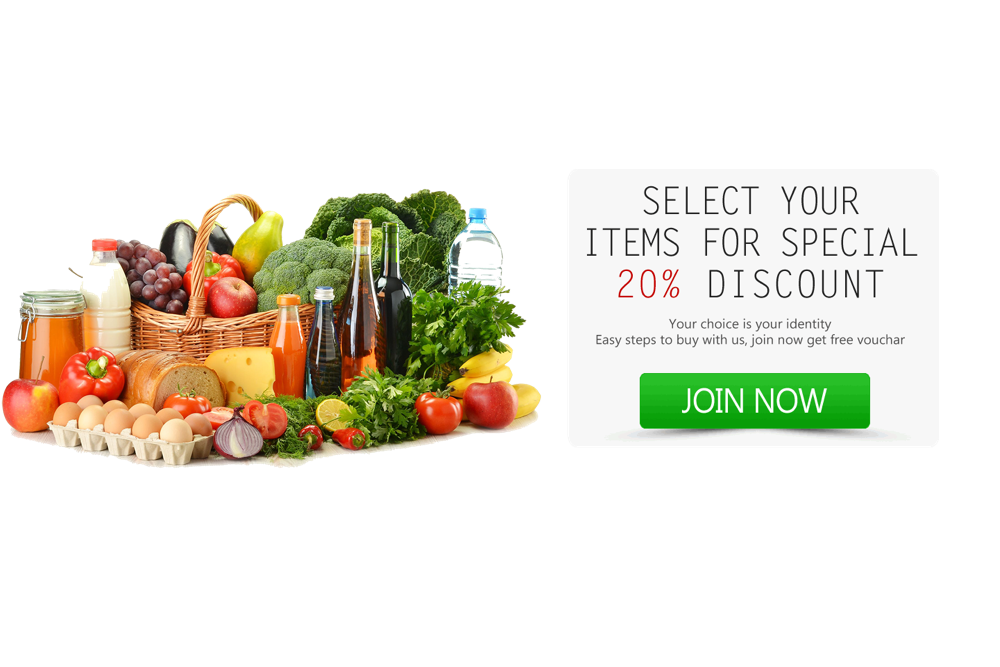 SELECT YOUR
ITEMS FOR SPECIAL
20% DISCOUNT
Your choice is your identity
Easy steps to buy with us, join now get free vouchar
JOIN NOW